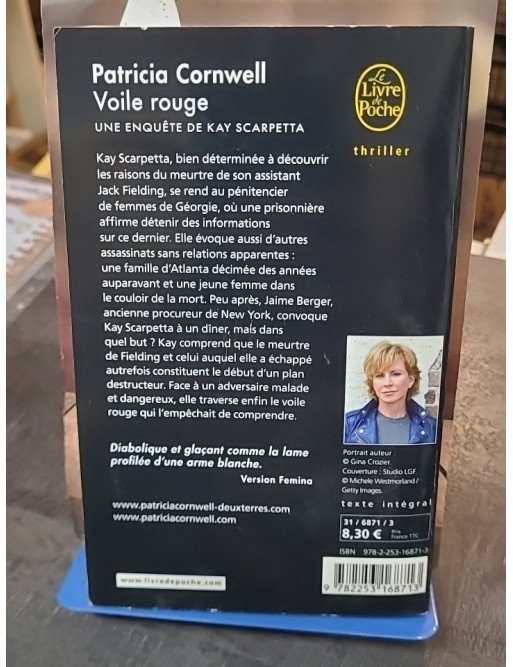 Patricia Cornwell
Voile rouge
UNE ENQUÊTE DE KAY SCARPETTA
Le
Livre
de
Poche
thriller
Kay Scarpetta, bien déterminée à découvrir
les raisons du meurtre de son assistant
Jack Fielding, se rend au pénitencier
de femmes de Géorgie, où une prisonnière
affirme détenir des informations
sur ce dernier. Elle évoque aussi d'autres
assassinats sans relations apparentes :
une famille d'Atlanta décimée des années
auparavant et une jeune femme dans
le couloir de la mort. Peu après, Jaime Berger,
ancienne procureur de New York, convoque
Kay Scarpetta à un dîner, mais dans
quel but ? Kay comprend que le meurtre
de Fielding et celui auquel elle a échappé
autrefois constituent le début d'un plan
destructeur. Face à un adversaire malade
et dangereux, elle traverse enfin le voile
rouge qui l'empêchait de comprendre.
Diabolique et glaçant comme la lame
profilée d'une arme blanche.
Version Femina
www.patriciacornwell-deuxterres.com
www.patriciacornwell.com
www.livredepoche.com
Portrait auteur :
© Gina Crozier.
Couverture : Studio LGF.
© Michele Westmorland /
Getty Images.
texte intégral
31 / 6871 / 3
8,30 € Prix France TTC
ISBN 978-2-253-16871-3
9 782253 168713